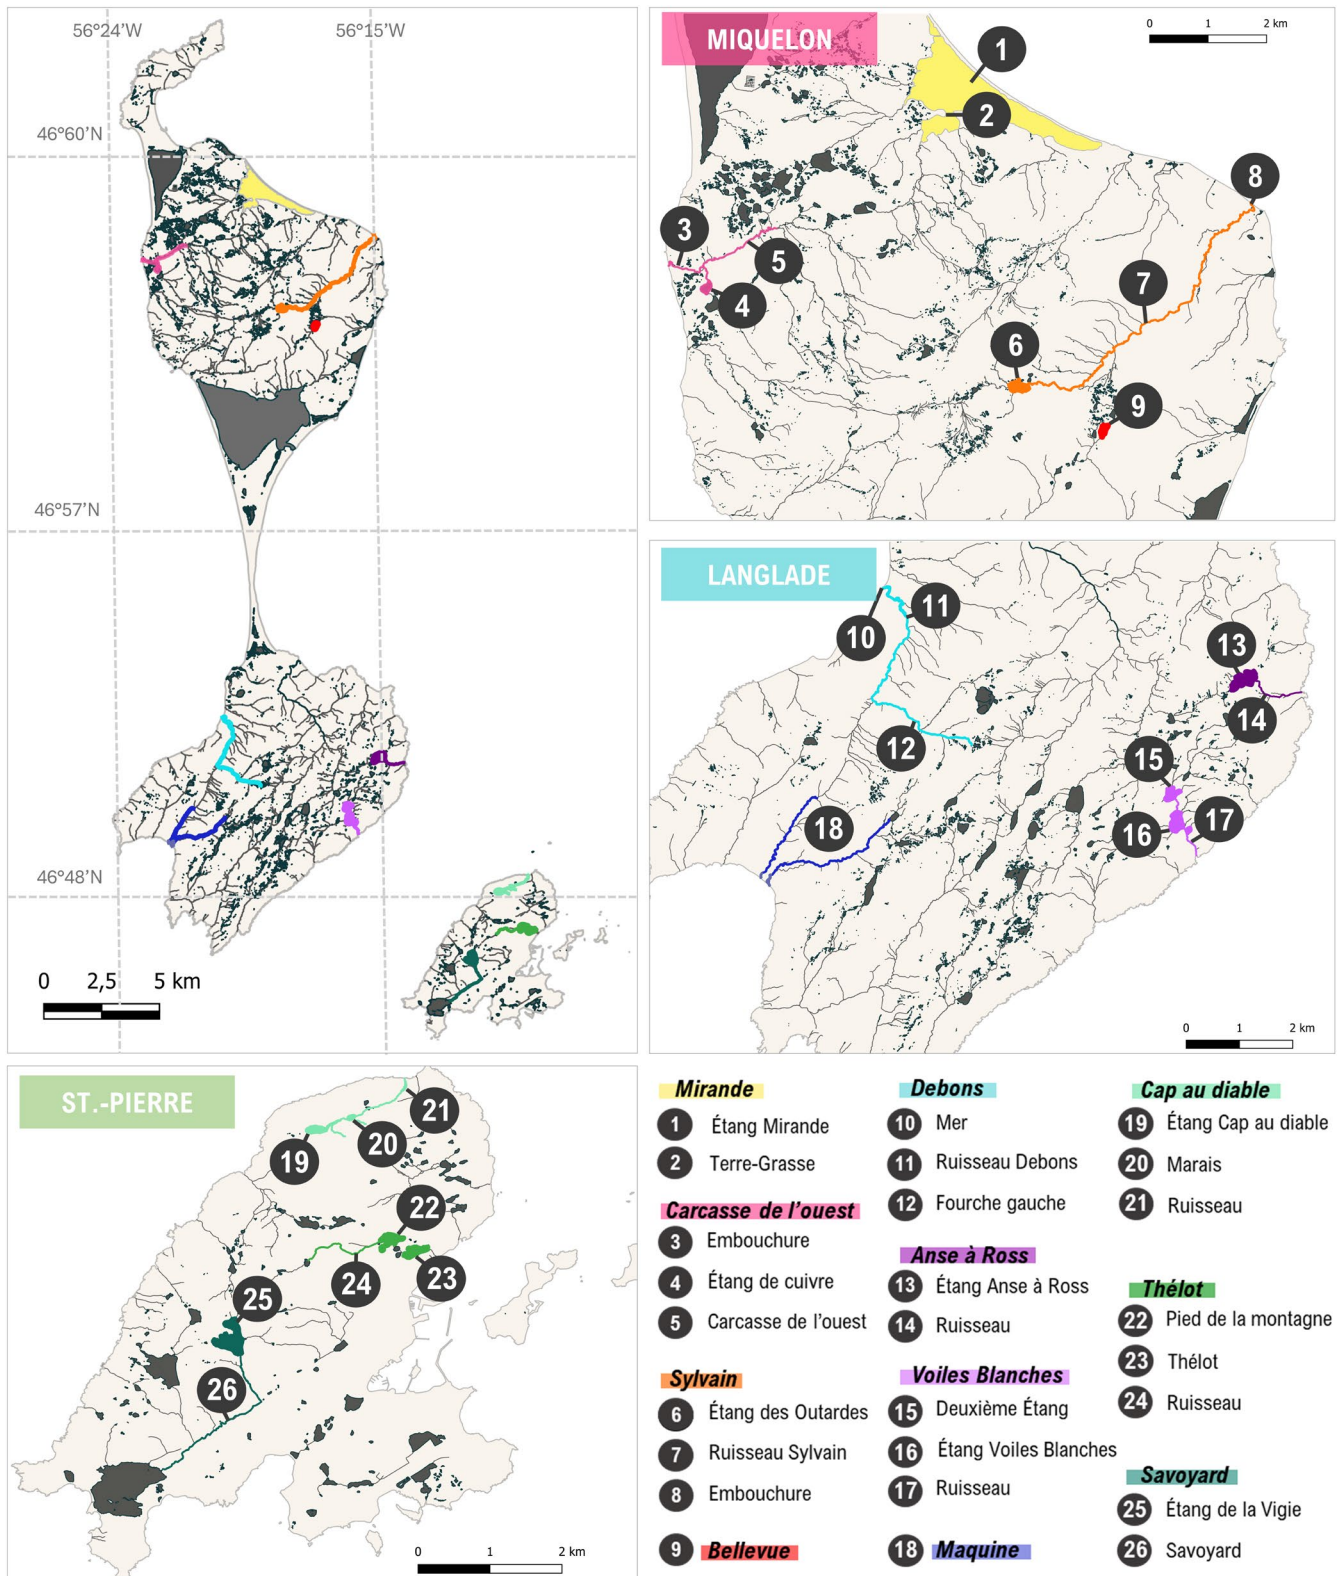 56°24'W
56°15'W
46°60'N
46°57'N
46°48'N
0 2,5 5 km
MIQUELON
0 1 2 km
1
2
3
4
5
6
7
8
9
LANGLADE
10
11
12
13
14
15
16
17
18
0 1 2 km
ST.-PIERRE
19
20
21
22
23
24
25
26
0 1 2 km
Mirande
1 Étang Mirande
2 Terre-Grasse
Carcasse de l'ouest
3 Embouchure
4 Étang de cuivre
5 Carcasse de l'ouest
Sylvain
6 Étang des Outardes
7 Ruisseau Sylvain
8 Embouchure
9 Bellevue
Debons
10 Mer
11 Ruisseau Debons
12 Fourche gauche
Anse à Ross
13 Étang Anse à Ross
14 Ruisseau
Voiles Blanches
15 Deuxième Étang
16 Étang Voiles Blanches
17 Ruisseau
18 Maquine
Cap au diable
19 Étang Cap au diable
20 Marais
21 Ruisseau
Thélot
22 Pied de la montagne
23 Thélot
24 Ruisseau
Savoyard
25 Étang de la Vigie
26 Savoyard